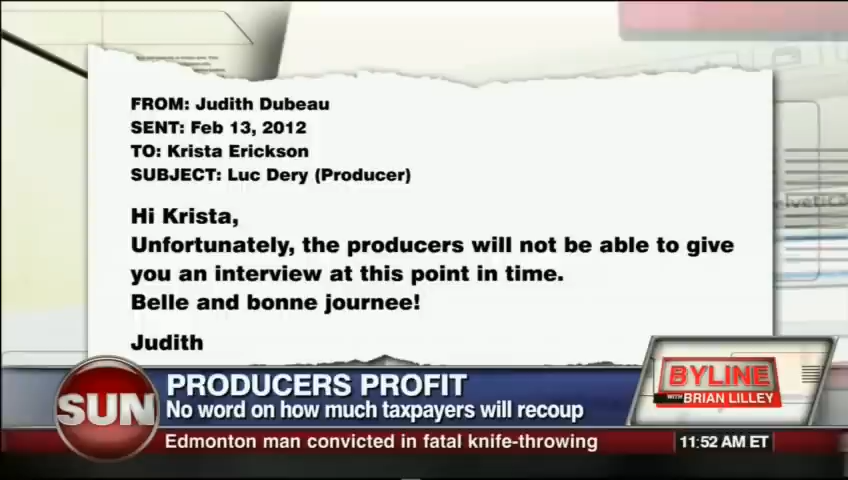 FROM: Judith Dubeau
SENT: Feb 13, 2012
TO: Krista Erickson
SUBJECT: Luc Dery (Producer)
Hi Krista,
Unfortunately, the producers will not be able to give
you an interview at this point in time.
Belle and bonne journee!
Judith
SUN
PRODUCERS PROFIT
No word on how much taxpayers will recoup
BYLINE
WITH BRIAN LILLEY
Edmonton man convicted in fatal knife-throwing
11:52 AM ET